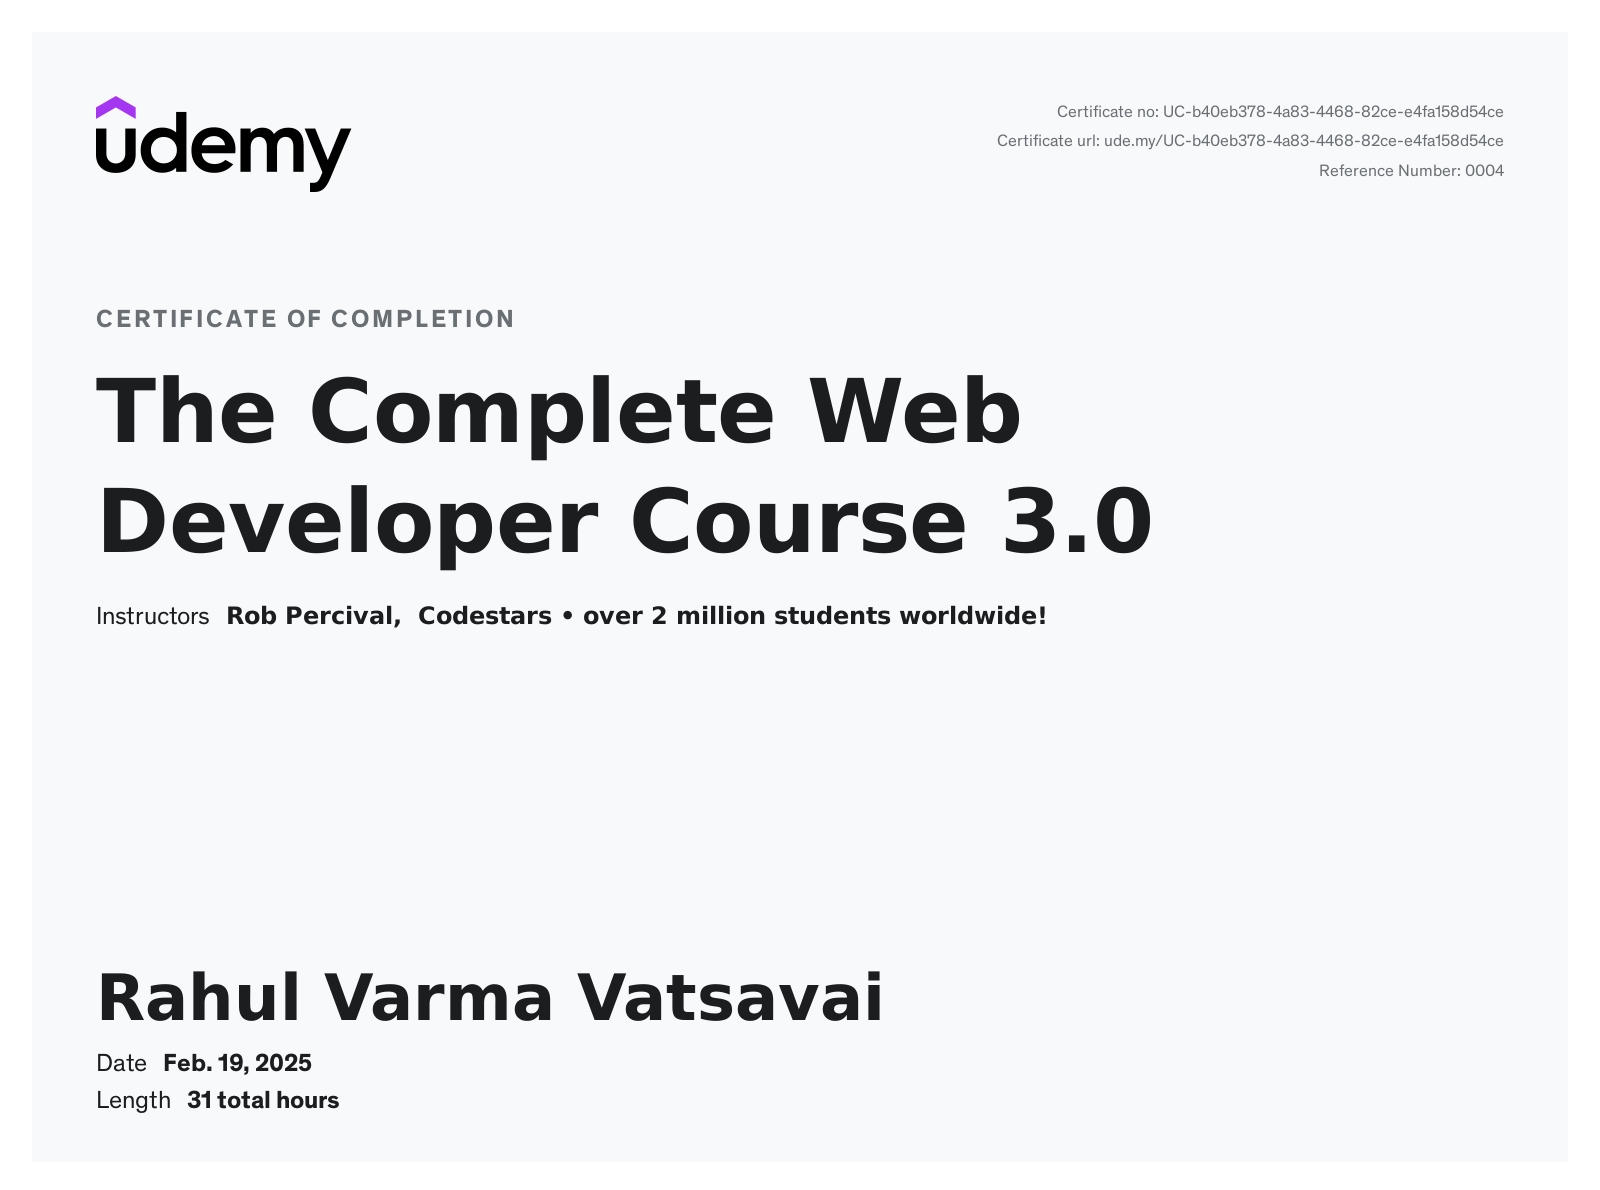 udemy
Certificate no: UC-b40eb378-4a83-4468-82ce-e4fa158d54ce
Certificate url: ude.my/UC-b40eb378-4a83-4468-82ce-e4fa158d54ce
Reference Number: 0004
CERTIFICATE OF COMPLETION
The Complete Web
Developer Course 3.0
Instructors Rob Percival, Codestars • over 2 million students worldwide!
Rahul Varma Vatsavai
Date Feb. 19, 2025
Length 31 total hours